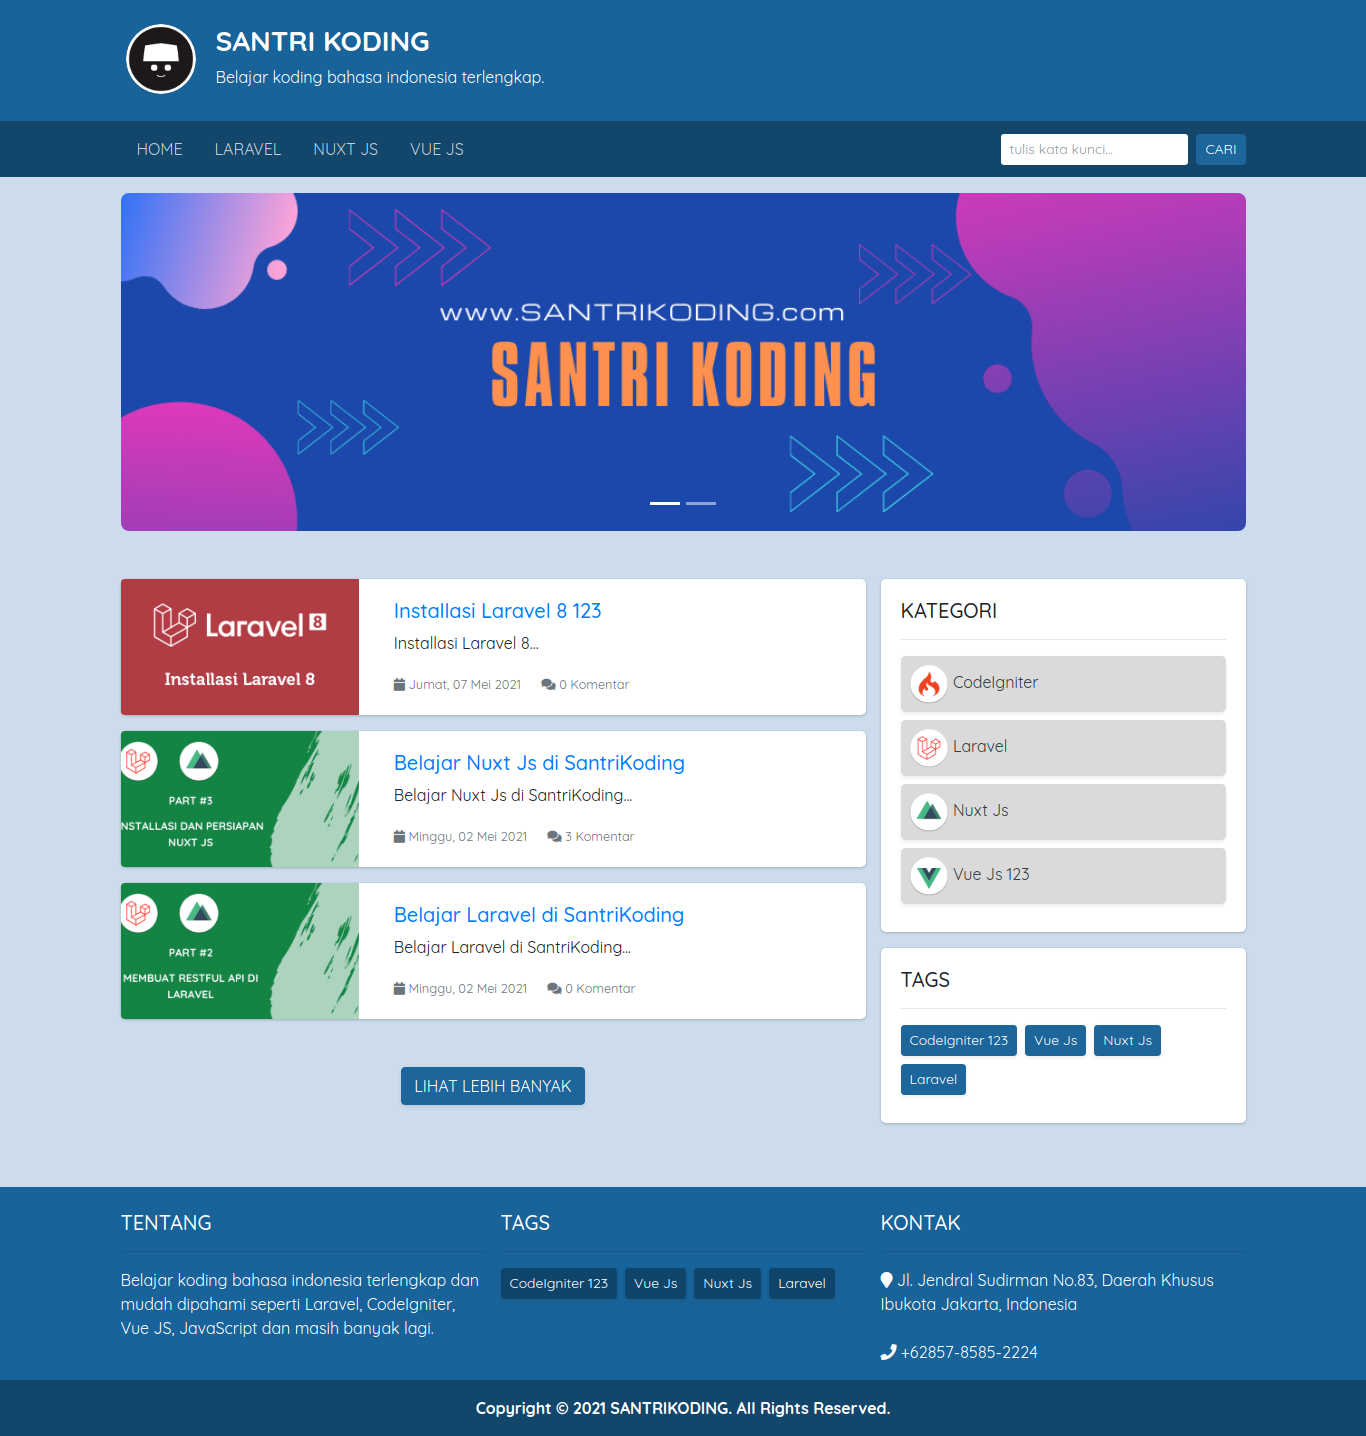 SANTRI KODING
Belajar koding bahasa indonesia terlengkap.
HOME LARAVEL NUXT JS VUE JS
tulis kata kunci... CARI
www.SANTRIKODING.com
SANTRI KODING
Laravel 8
Installasi Laravel 8
Installasi Laravel 8 123
Installasi Laravel 8...
Jumat, 07 Mei 2021 0 Komentar
PART #3
NSTALLASI DAN PERSIAPAN
NUXT JS
Belajar Nuxt Js di SantriKoding
Belajar Nuxt Js di SantriKoding...
Minggu, 02 Mei 2021 3 Komentar
PART #2
MEMBUAT RESTFUL API DI
LARAVEL
Belajar Laravel di SantriKoding
Belajar Laravel di SantriKoding...
Minggu, 02 Mei 2021 0 Komentar
LIHAT LEBIH BANYAK
KATEGORI
CodeIgniter
Laravel
Nuxt Js
Vue Js 123
TAGS
CodeIgniter 123 Vue Js Nuxt Js
Laravel
TENTANG
Belajar koding bahasa indonesia terlengkap dan
mudah dipahami seperti Laravel, CodeIgniter,
Vue JS, JavaScript dan masih banyak lagi.
TAGS
CodeIgniter 123 Vue Js Nuxt Js Laravel
KONTAK
Jl. Jendral Sudirman No.83, Daerah Khusus
Ibukota Jakarta, Indonesia
+62857-8585-2224
Copyright © 2021 SANTRIKODING. All Rights Reserved.